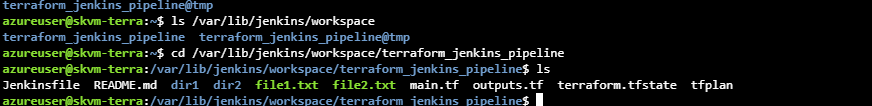 terraform_jenkins_pipeline@tmp
azureuser@skvm-terra:~$ ls /var/lib/jenkins/workspace
terraform_jenkins_pipeline  terraform_jenkins_pipeline@tmp
azureuser@skvm-terra:~$ cd /var/lib/jenkins/workspace/terraform_jenkins_pipeline
azureuser@skvm-terra:/var/lib/jenkins/workspace/terraform_jenkins_pipeline$ ls
Jenkinsfile  README.md  dir1  dir2  file1.txt  file2.txt  main.tf  outputs.tf  terraform.tfstate  tfplan
azureuser@skvm-terra:/var/lib/jenkins/workspace/terraform_jenkins_pipeline$